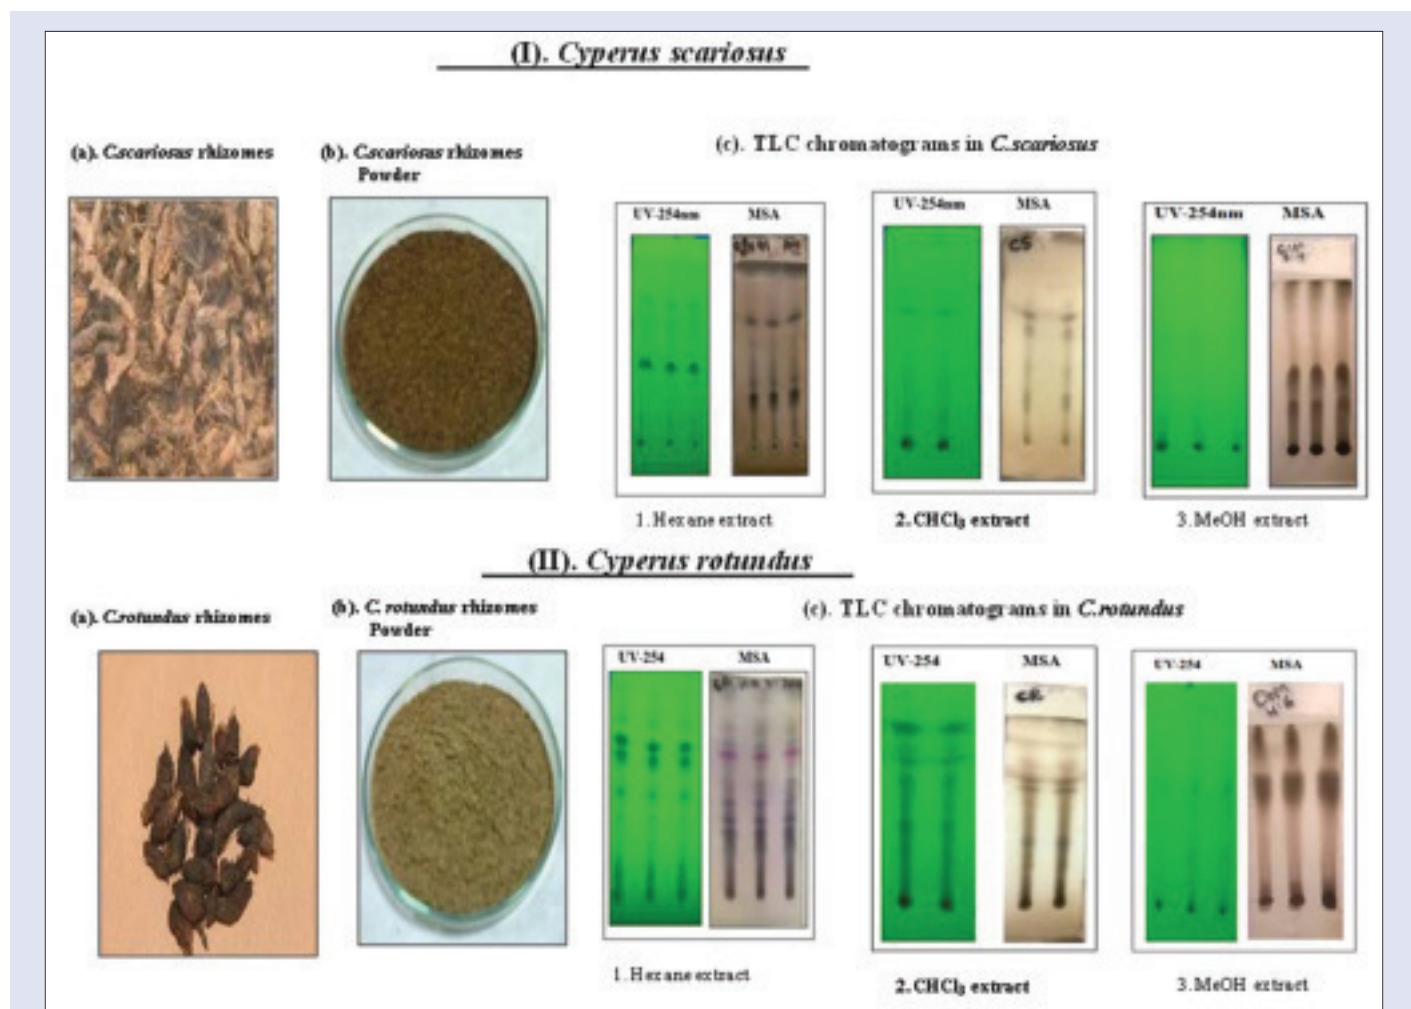 (I). Cyperus scariosus
(a). C.scariosus rhizomes
(b). C.scariosus rhizomes
Powder
(c). TLC chromatograms in C.scariosus
UV-254nm MSA
UV-254nm MSA
CS
UV-254nm MSA
1. Hexane extract
2. CHCl₃ extract
3. MeOH extract
(II). Cyperus rotundus
(a). C.rotundus rhizomes
(b). C. rotundus rhizomes
Powder
(c). TLC chromatograms in C.rotundus
UV-254 MSA
UV-254 MSA
CR
UV-254 MSA
1. Hexane extract
2. CHCl₃ extract
3. MeOH extract